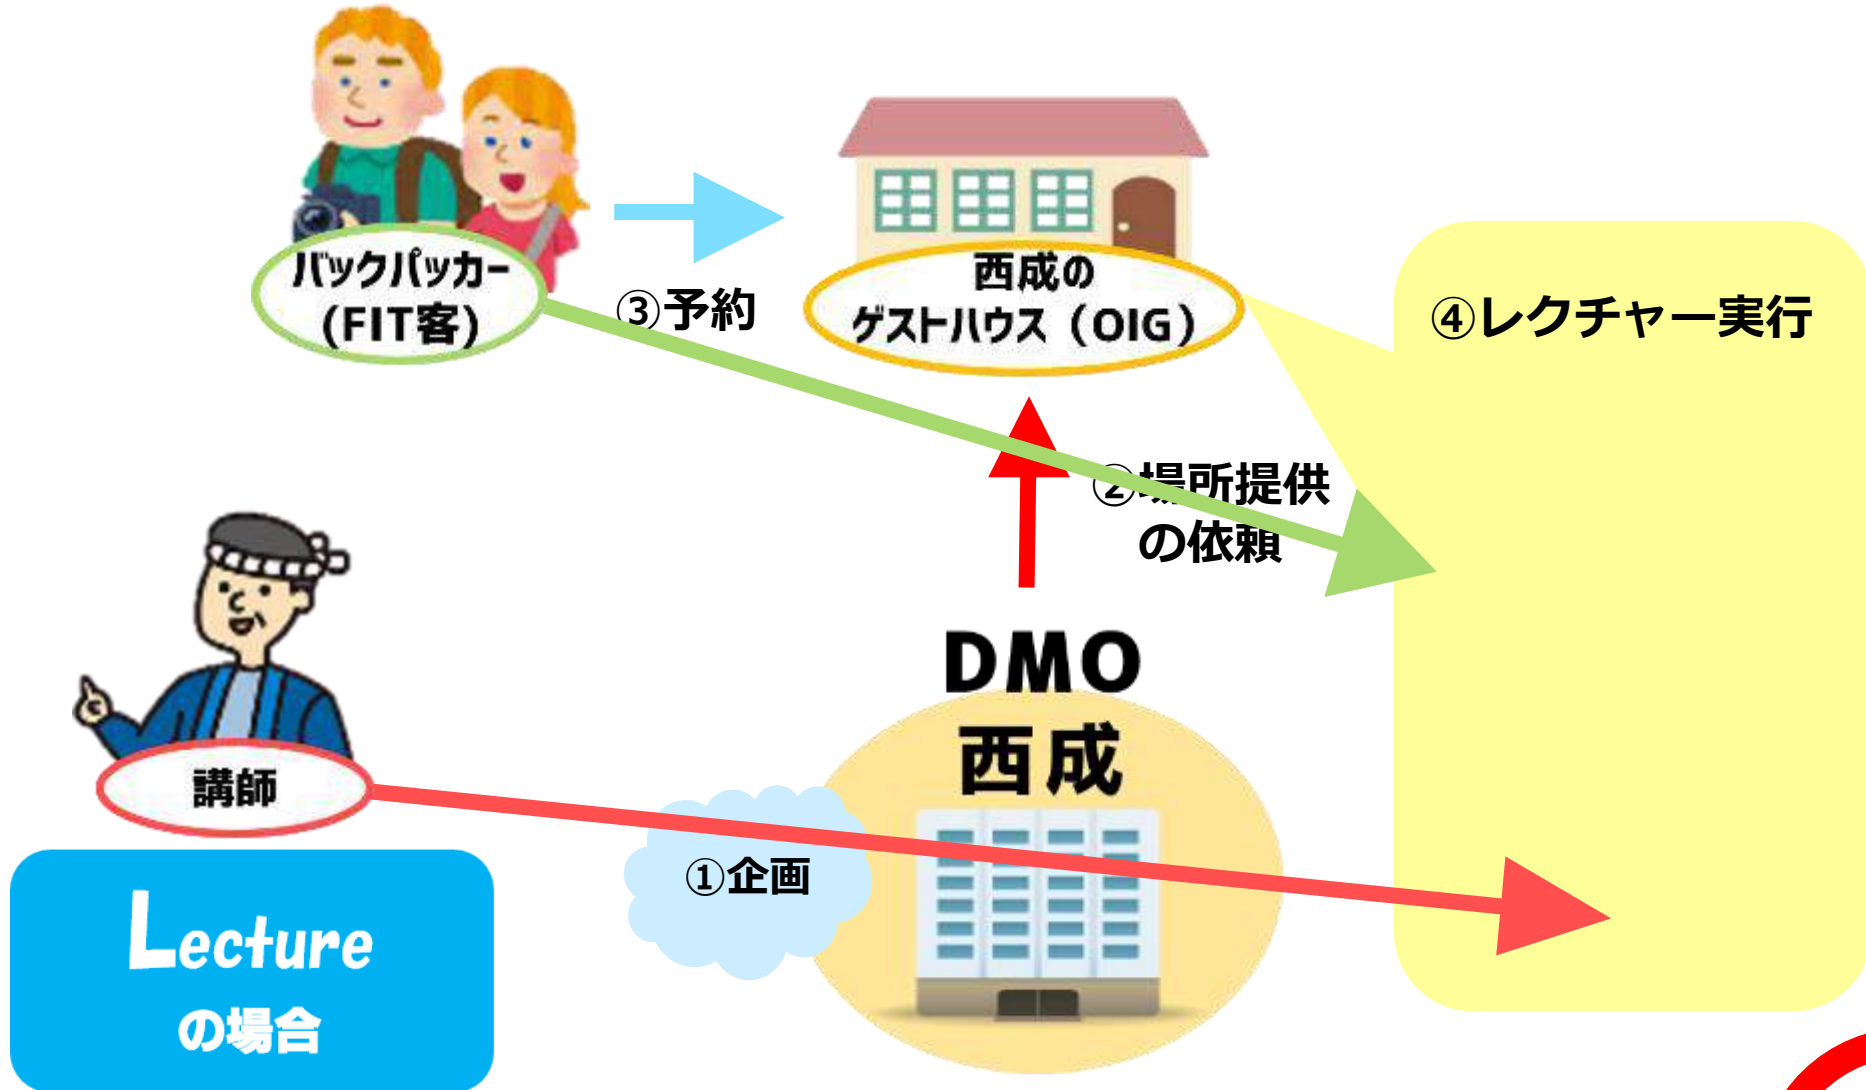 バックパッカー
(FIT客)
③予約
西成の
ゲストハウス（OIG）
④レクチャー実行
②場所提供
の依頼
DMO
西成
講師
①企画
Lecture
の場合